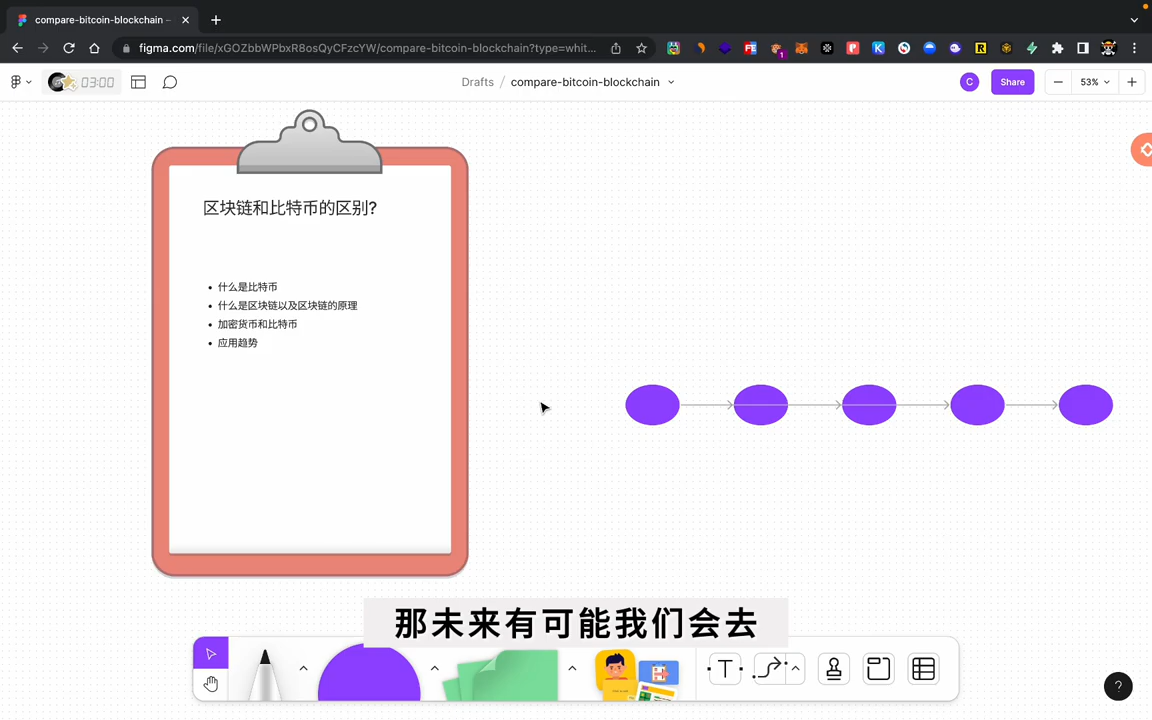 compare-bitcoin-blockchain –
figma.com/file/xGOZbbWPbxR8osQyCFzcYW/compare-bitcoin-blockchain?type=whit...
03:00
Drafts / compare-bitcoin-blockchain
C
Share
53%
区块链和比特币的区别?
什么是比特币
什么是区块链以及区块链的原理
加密货币和比特币
应用趋势
那未来有可能我们会去
T
?